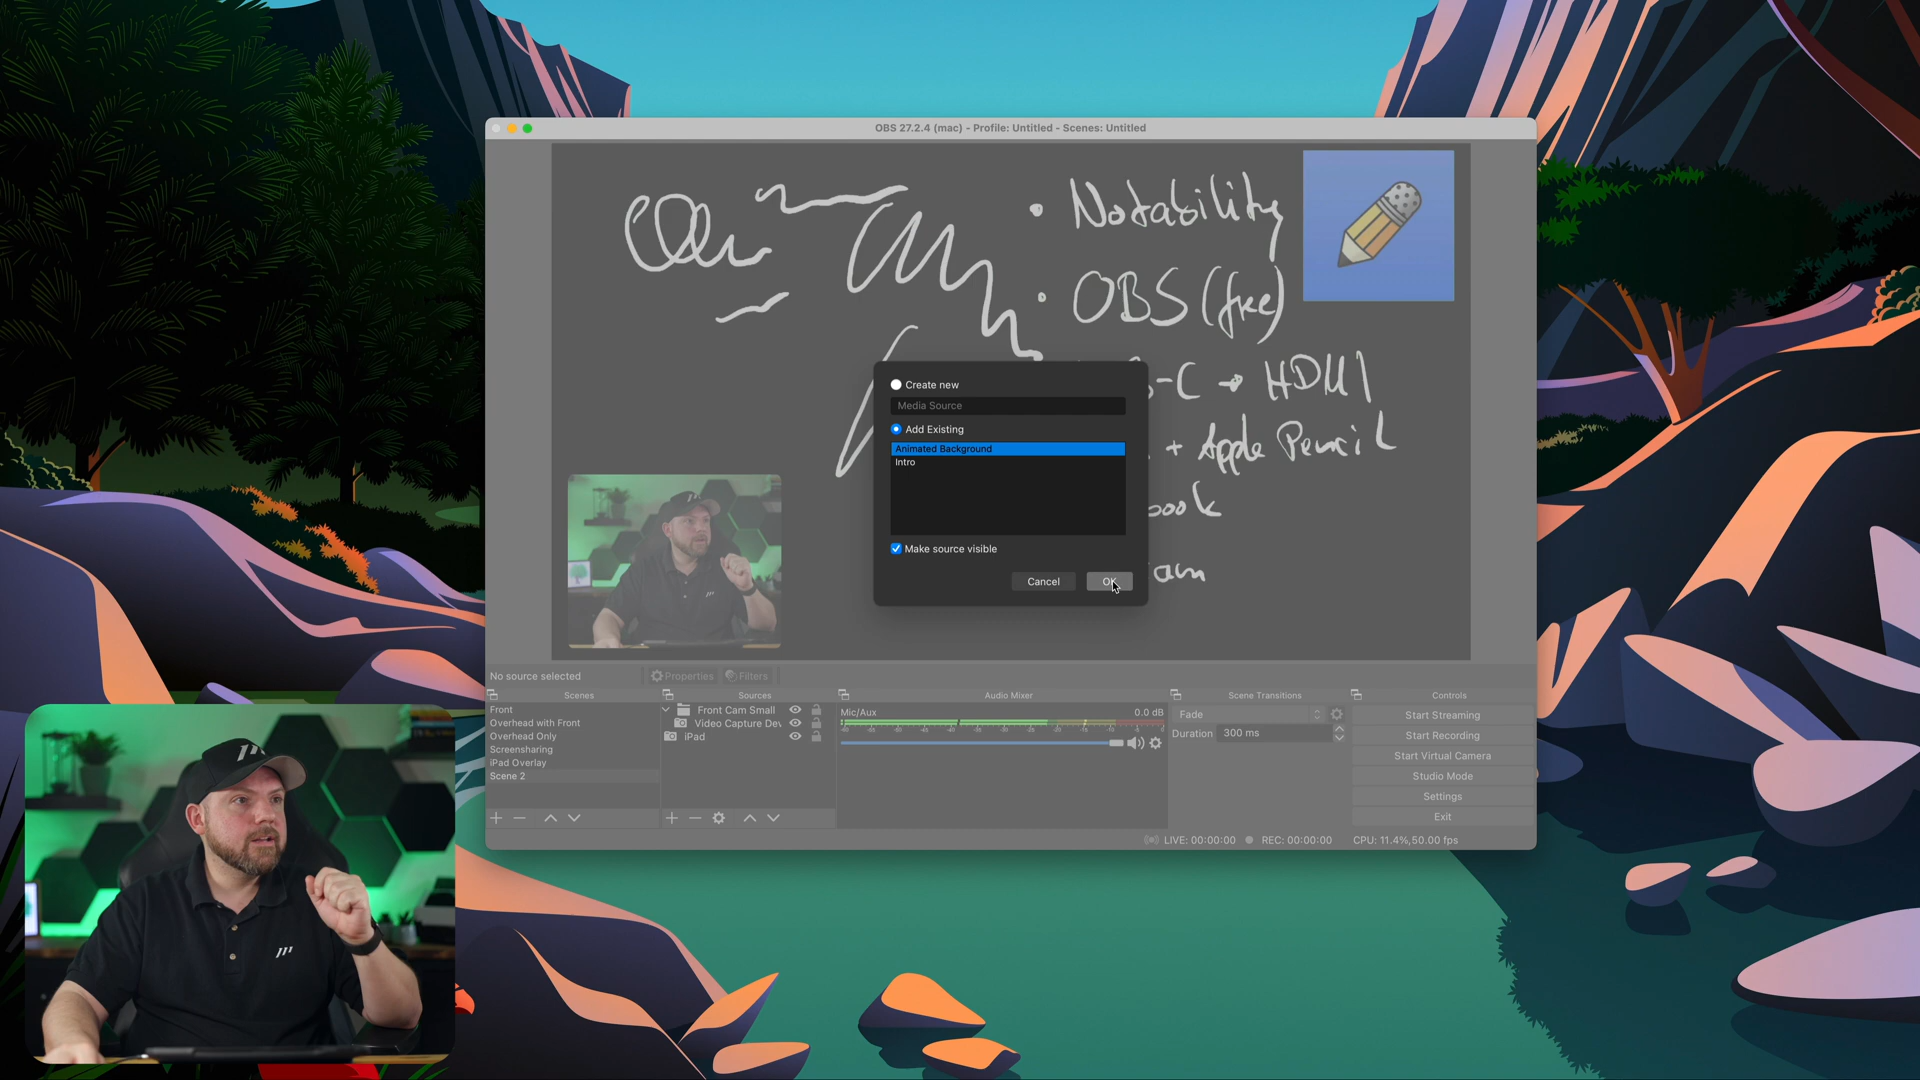 OBS 27.2.4 (mac) - Profile: Untitled - Scenes: Untitled
• Notability
• OBS (free)
-C → HDMI
+ Apple Pencil
book
am
Create new
Media Source
Add Existing
Animated Background
Intro
Make source visible
Cancel
OK
No source selected
Properties
Filters
Scenes
Front
Overhead with Front
Overhead Only
Screensharing
iPad Overlay
Scene 2
Sources
Front Cam Small
Video Capture Dev
iPad
Audio Mixer
Mic/Aux
0.0 dB
Scene Transitions
Fade
Duration 300 ms
Controls
Start Streaming
Start Recording
Start Virtual Camera
Studio Mode
Settings
Exit
LIVE: 00:00:00
REC: 00:00:00
CPU: 11.4%,50.00 fps